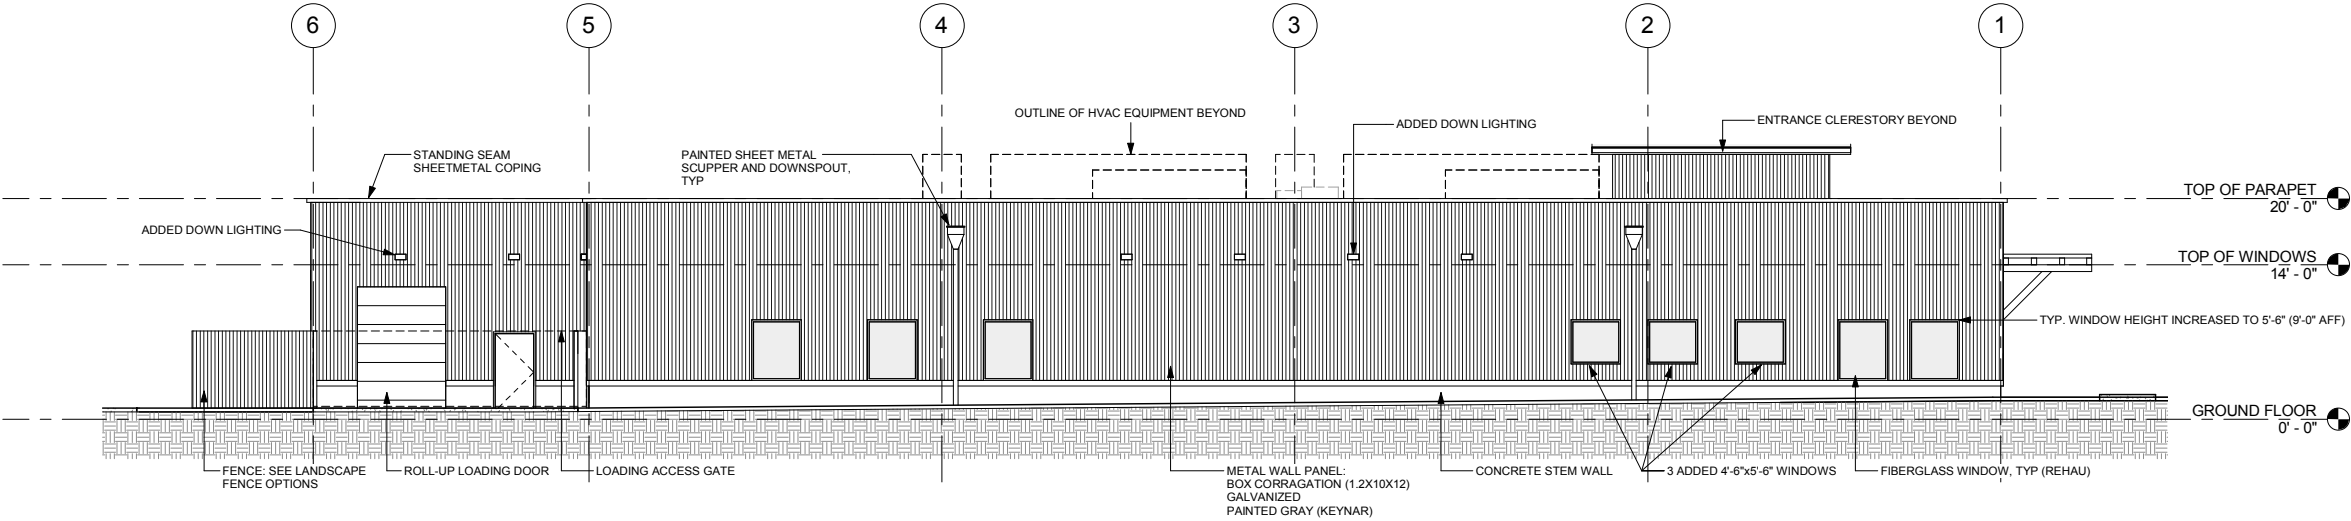 6
5
4
3
2
1
OUTLINE OF HVAC EQUIPMENT BEYOND
ADDED DOWN LIGHTING
ENTRANCE CLERESTORY BEYOND
STANDING SEAM
SHEETMETAL COPING
PAINTED SHEET METAL
SCUPPER AND DOWNSPOUT,
TYP
TOP OF PARAPET
20' - 0"
ADDED DOWN LIGHTING
TOP OF WINDOWS
14' - 0"
TYP. WINDOW HEIGHT INCREASED TO 5'-6" (9'-0" AFF)
GROUND FLOOR
0' - 0"
FENCE: SEE LANDSCAPE
FENCE OPTIONS
ROLL-UP LOADING DOOR
LOADING ACCESS GATE
METAL WALL PANEL:
BOX CORRAGATION (1.2X10X12)
GALVANIZED
PAINTED GRAY (KEYNAR)
CONCRETE STEM WALL
3 ADDED 4'-6"x5'-6" WINDOWS
FIBERGLASS WINDOW, TYP (REHAU)